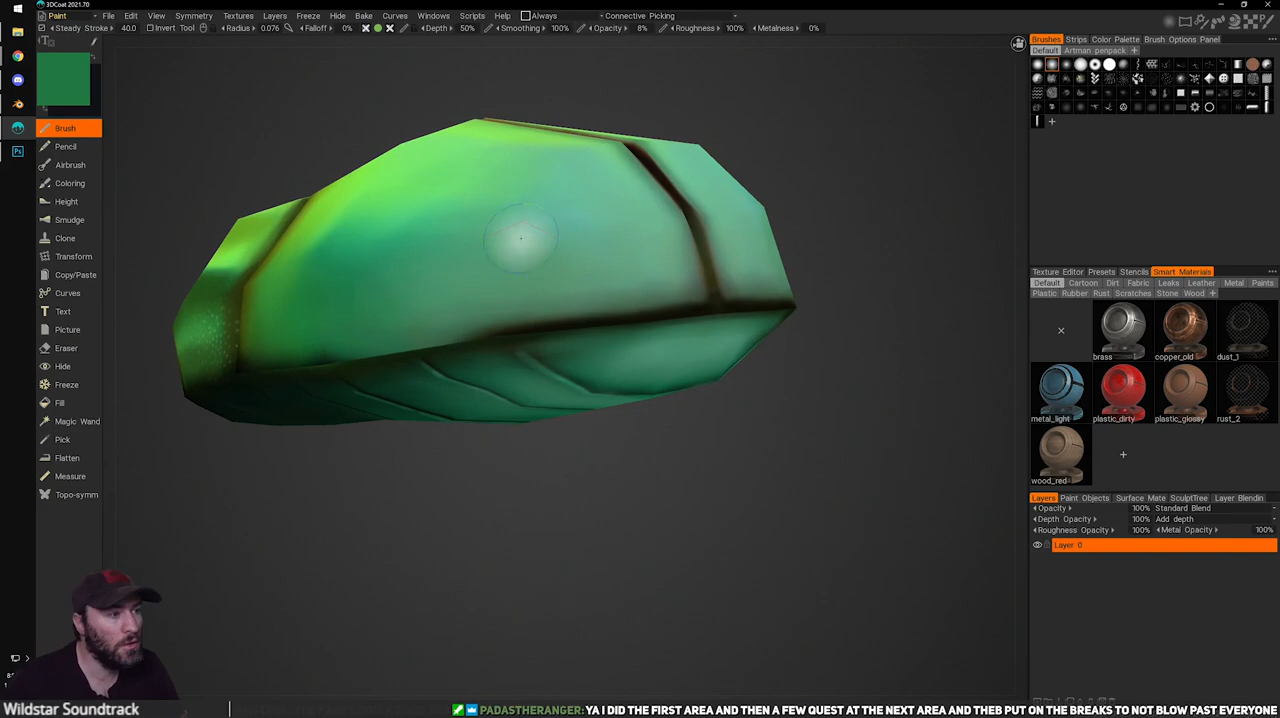 3DCoat 2021.70
Paint File Edit View Symmetry Textures Layers Freeze Hide Bake Curves Windows Scripts Help Always Connective Picking
Steady Stroke 40.0 Invert Tool Radius 0.076 Falloff 0% Depth 50% Smoothing 100% Opacity 8% Roughness 100% Metalness 0%
Brush
Pencil
Airbrush
Coloring
Height
Smudge
Clone
Transform
Copy/Paste
Curves
Text
Picture
Eraser
Hide
Freeze
Fill
Magic Wand
Pick
Flatten
Measure
Topo-symm
Brushes Strips Color Palette Brush Options Panel
Default Artman penpack
Texture Editor Presets Stencils Smart Materials
Default Cartoon Dirt Fabric Leaks Leather Metal Paints
Plastic Rubber Rust Scratches Stone Wood
brass copper_old dust_1
metal_light plastic_dirty plastic_glossy rust_2
wood_red
Layers Paint Objects Surface Mate SculptTree Layer Blendin
Opacity 100% Standard Blend
Depth Opacity 100% Add depth
Roughness Opacity 100% Metal Opacity 100%
Layer 0
Wildstar Soundtrack
PADASTHERANGER: YA I DID THE FIRST AREA AND THEN A FEW QUEST AT THE NEXT AREA AND THEB PUT ON THE BREAKS TO NOT BLOW PAST EVERYONE